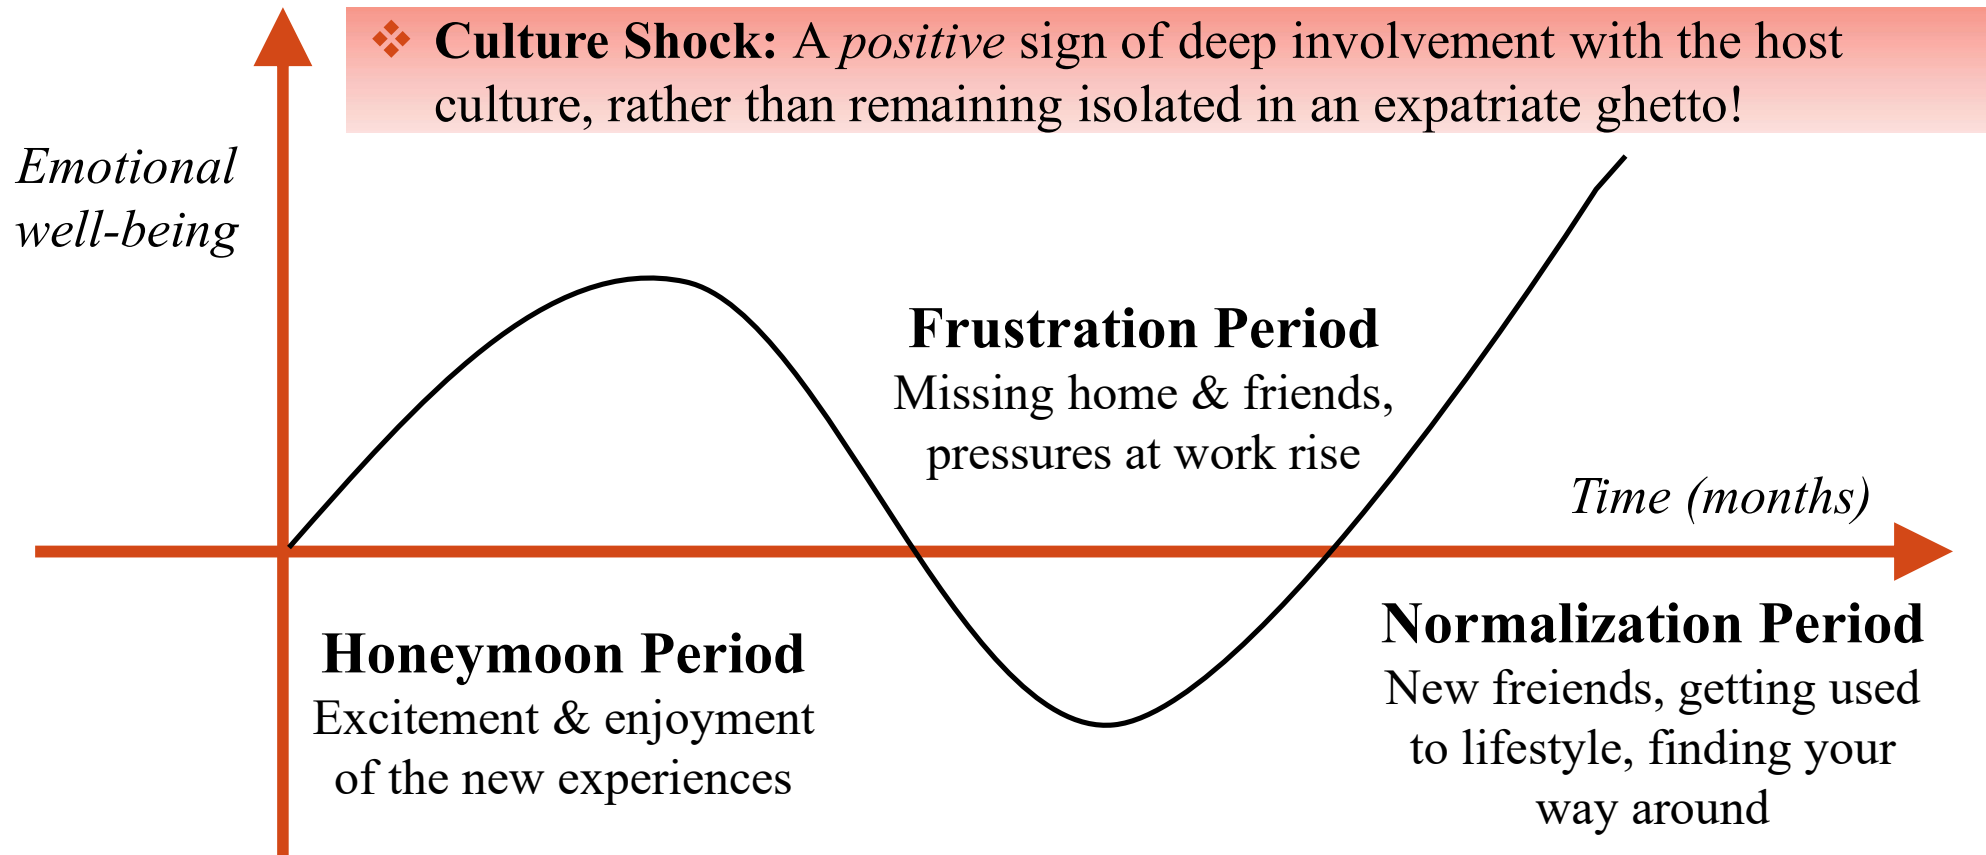 Culture Shock: A positive sign of deep involvement with the host
culture, rather than remaining isolated in an expatriate ghetto!
Emotional
well-being
Frustration Period
Missing home & friends,
pressures at work rise
Time (months)
Honeymoon Period
Excitement & enjoyment
of the new experiences
Normalization Period
New freiends, getting used
to lifestyle, finding your
way around